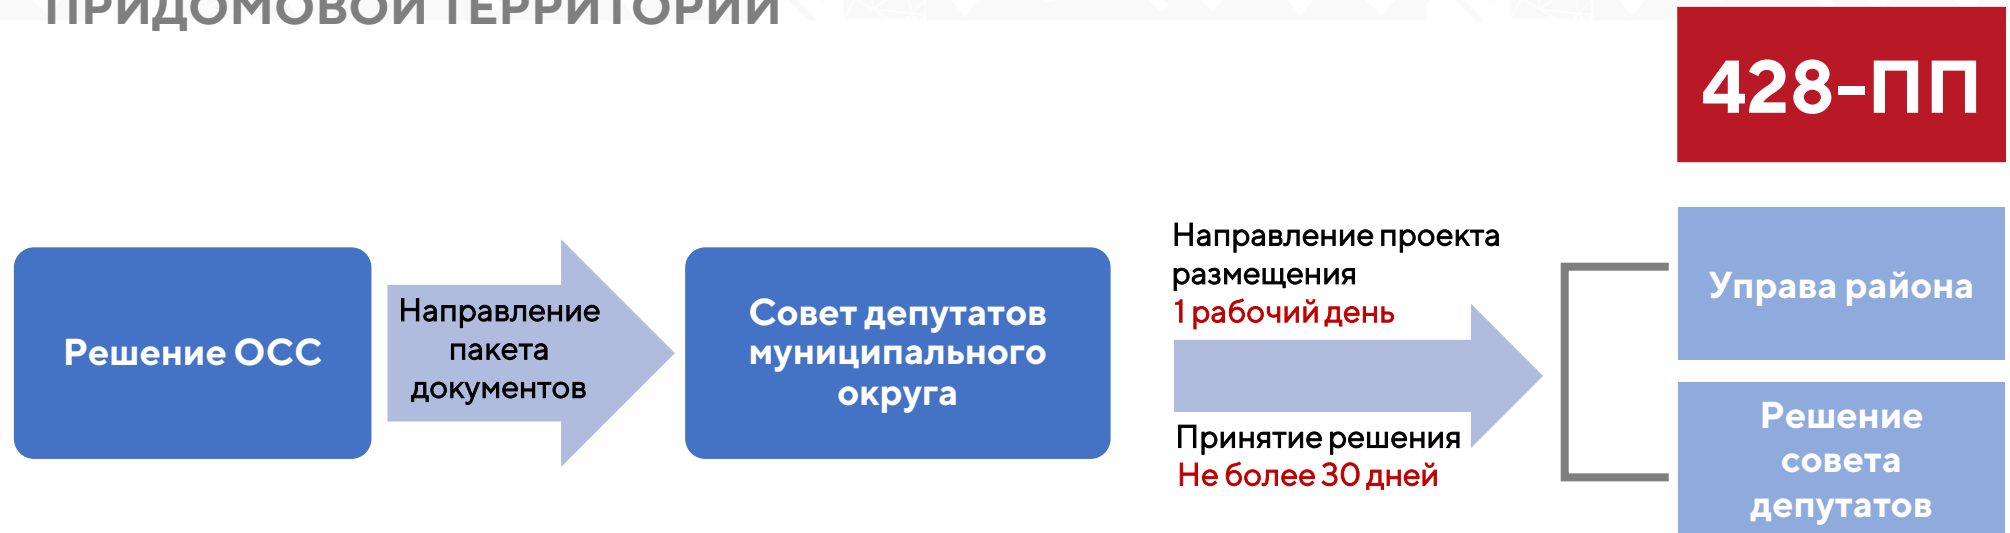 ПРИДОМОВОЙ ТЕРРИТОРИИ
428-ПП
Решение ОСС
Направление
пакета
документов
Совет депутатов
муниципального
округа
Направление проекта
размещения
1 рабочий день
Принятие решения
Не более 30 дней
Управа района
Решение
совета
депутатов